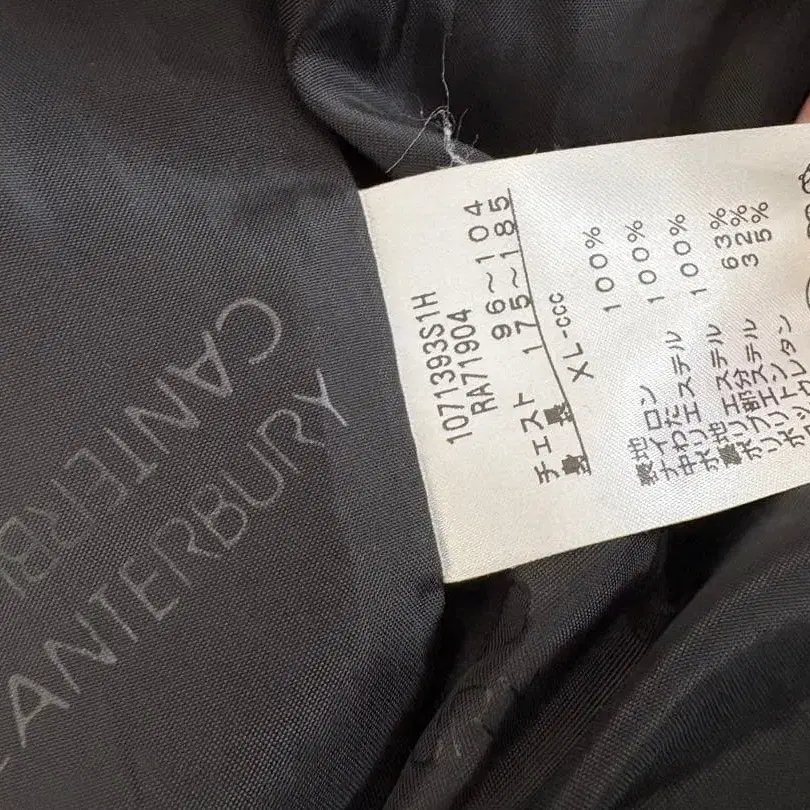 1071393S1H
RA71904
チェスト 96～104
身長 175～185
XL-ccc
表地
ナイロン 100%
中わた
ポリエステル 100%
裏地
ポリエステル 100%
リブ部分
ポリエステル 63%
32%
ポリウレタン 5%
CANTERB
CANTERBURY